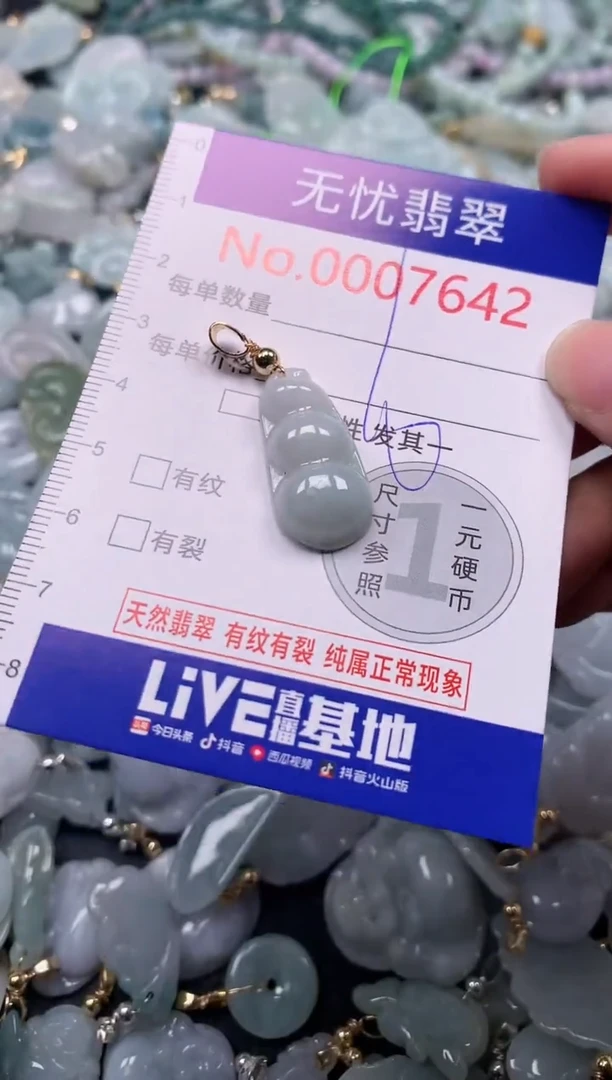 0
无忧翡翠
1
No.0007642
2
每单数量
3
每单价格
4
性 发其一
5
有纹
尺寸参照
1
一元硬币
6
有裂
7
天然翡翠 有纹有裂 纯属正常现象
8
LiVE直播基地
今日头条 抖音 西瓜视频 抖音火山版